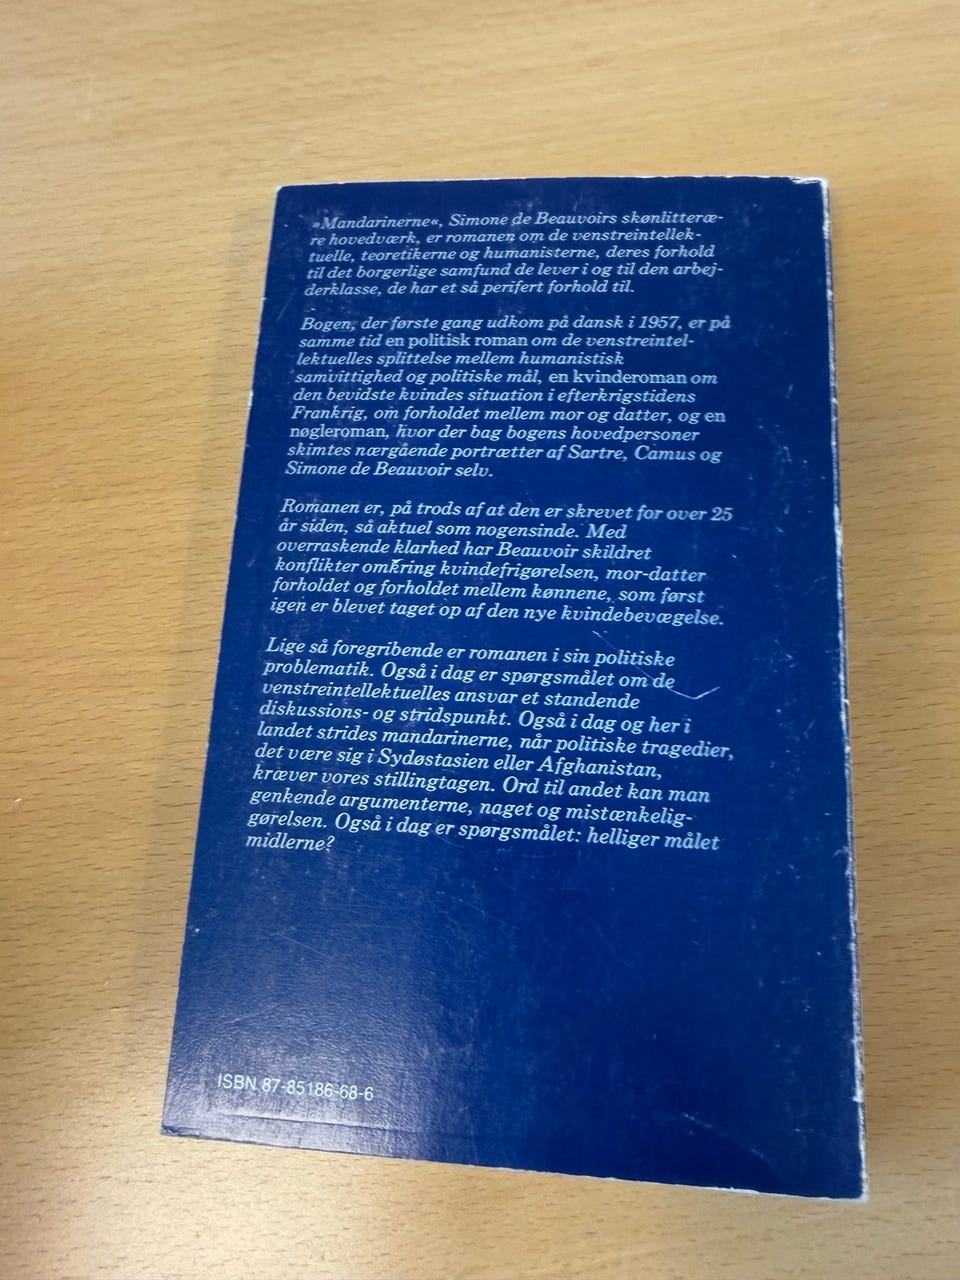 »Mandarinerne«, Simone de Beauvoirs skønlitteræ-
re hovedværk, er romanen om de venstreintellek-
tuelle, teoretikerne og humanisterne, deres forhold
til det borgerlige samfund de lever i og til den arbej-
derklasse, de har et så perifert forhold til.
Bogen, der første gang udkom på dansk i 1957, er på
samme tid en politisk roman om de venstreintel-
lektuelles splittelse mellem humanistisk
samvittighed og politiske mål, en kvinderoman om
den bevidste kvindes situation i efterkrigstidens
Frankrig, om forholdet mellem mor og datter, og en
nøgleroman, hvor der bag bogens hovedpersoner
skimtes nærgående portrætter af Sartre, Camus og
Simone de Beauvoir selv.
Romanen er, på trods af at den er skrevet for over 25
år siden, så aktuel som nogensinde. Med
overraskende klarhed har Beauvoir skildret
konflikter omkring kvindefrigørelsen, mor-datter
forholdet og forholdet mellem kønnene, som først
igen er blevet taget op af den nye kvindebevægelse.
Lige så foregribende er romanen i sin politiske
problematik. Også i dag er spørgsmålet om de
venstreintellektuelles ansvar et standende
diskussions- og stridspunkt. Også i dag og her i
landet strides mandarinerne, når politiske tragedier,
det være sig i Sydøstasien eller Afghanistan,
kræver vores stillingtagen. Ord til andet kan man
genkende argumenterne, naget og mistænkelig-
gørelsen. Også i dag er spørgsmålet: helliger målet
midlerne?
ISBN 87-85186-68-6